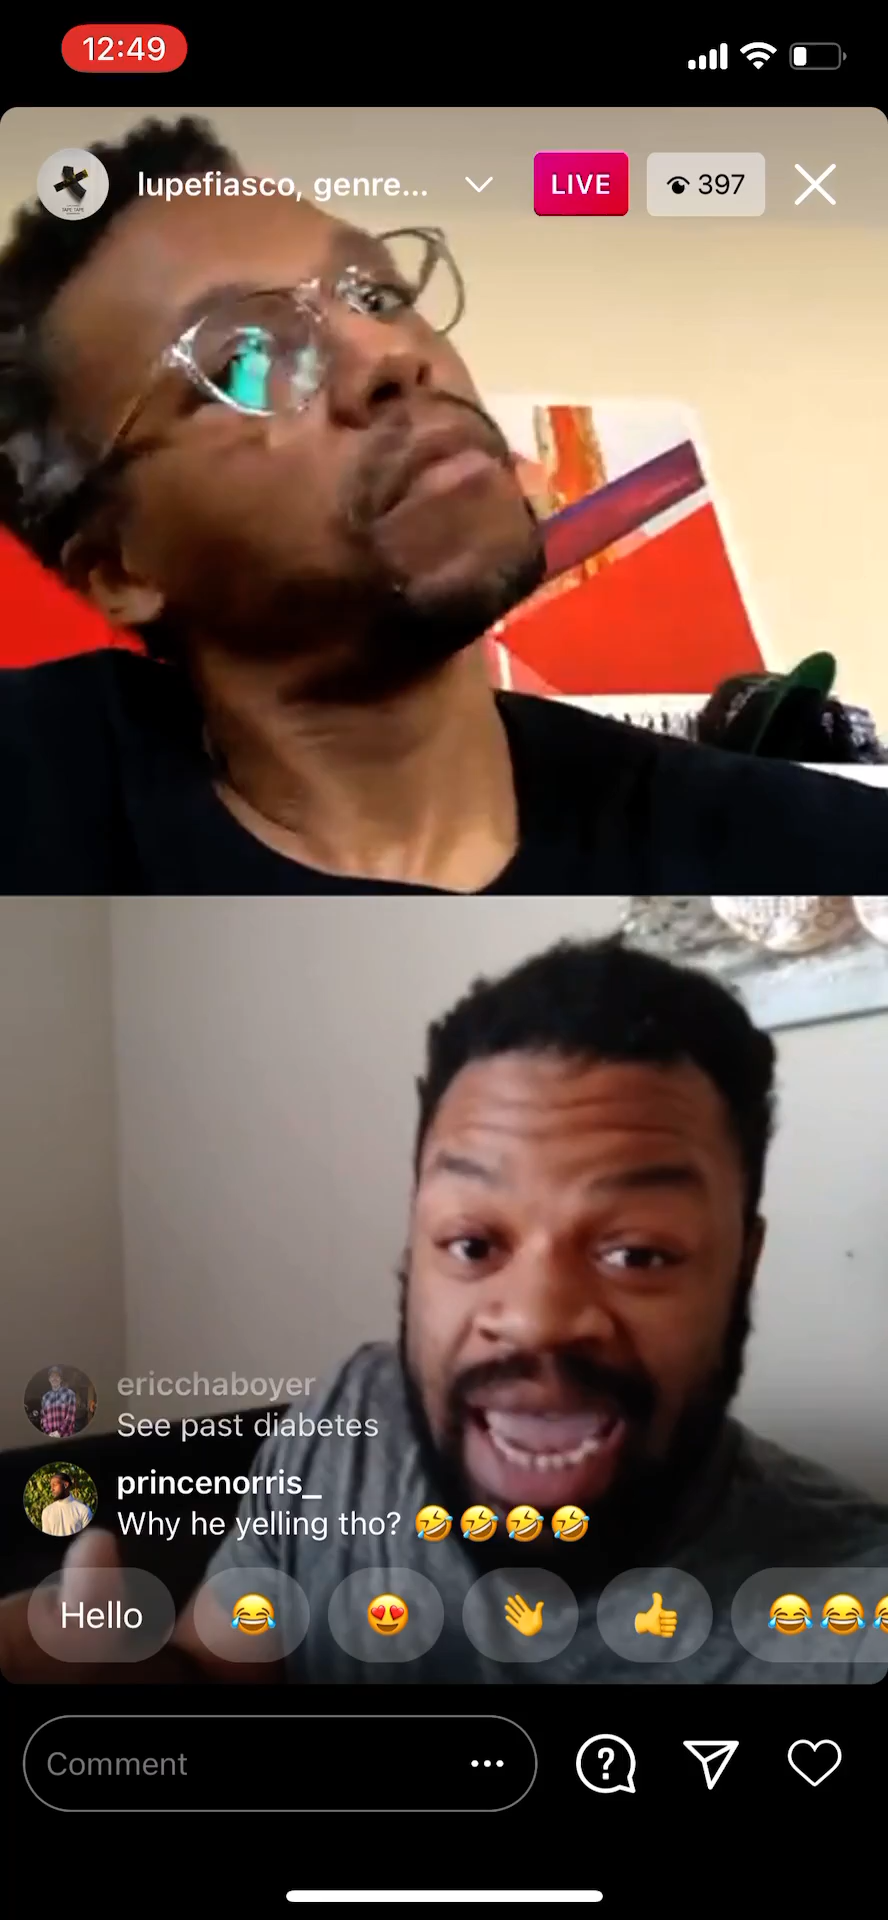 12:49
lupefiasco, genre...
LIVE
397
ericchaboyer
See past diabetes
princenorris_
Why he yelling tho? 🤣🤣🤣🤣
Hello 😂 😍 👋 👍 😂😂
Comment